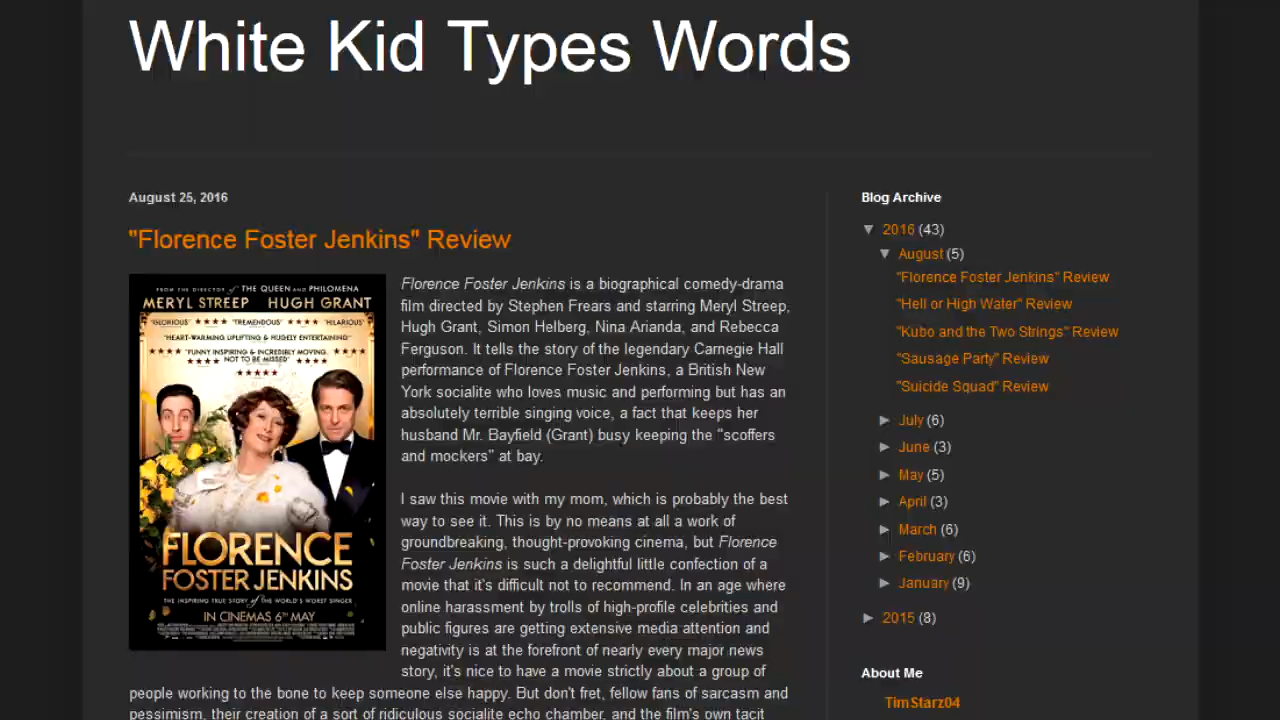 White Kid Types Words
August 25, 2016
"Florence Foster Jenkins" Review
FROM THE DIRECTOR of THE QUEEN AND PHILOMENA
MERYL STREEP HUGH GRANT
"GLORIOUS" ★★★★ "TREMENDOUS" ★★★★ "HILARIOUS"
"HEART-WARMING UPLIFTING & HUGELY ENTERTAINING"
★★★★ "FUNNY INSPIRING & INCREDIBLY MOVING. ★★★★
★★★★ NOT TO BE MISSED" ★★★★
★★★★★
FLORENCE
FOSTER JENKINS
THE INSPIRING TRUE STORY of THE WORLD'S WORST SINGER
IN CINEMAS 6TH MAY
Florence Foster Jenkins is a biographical comedy-drama
film directed by Stephen Frears and starring Meryl Streep,
Hugh Grant, Simon Helberg, Nina Arianda, and Rebecca
Ferguson. It tells the story of the legendary Carnegie Hall
performance of Florence Foster Jenkins, a British New
York socialite who loves music and performing but has an
absolutely terrible singing voice, a fact that keeps her
husband Mr. Bayfield (Grant) busy keeping the "scoffers
and mockers" at bay.
I saw this movie with my mom, which is probably the best
way to see it. This is by no means at all a work of
groundbreaking, thought-provoking cinema, but Florence
Foster Jenkins is such a delightful little confection of a
movie that it's difficult not to recommend. In an age where
online harassment by trolls of high-profile celebrities and
public figures are getting extensive media attention and
negativity is at the forefront of nearly every major news
story, it's nice to have a movie strictly about a group of
people working to the bone to keep someone else happy. But don't fret, fellow fans of sarcasm and
pessimism, their creation of a sort of ridiculous socialite echo chamber, and the film's own tacit
Blog Archive
▼ 2016 (43)
▼ August (5)
"Florence Foster Jenkins" Review
"Hell or High Water" Review
"Kubo and the Two Strings" Review
"Sausage Party" Review
"Suicide Squad" Review
► July (6)
► June (3)
► May (5)
► April (3)
► March (6)
► February (6)
► January (9)
► 2015 (8)
About Me
TimStarz04